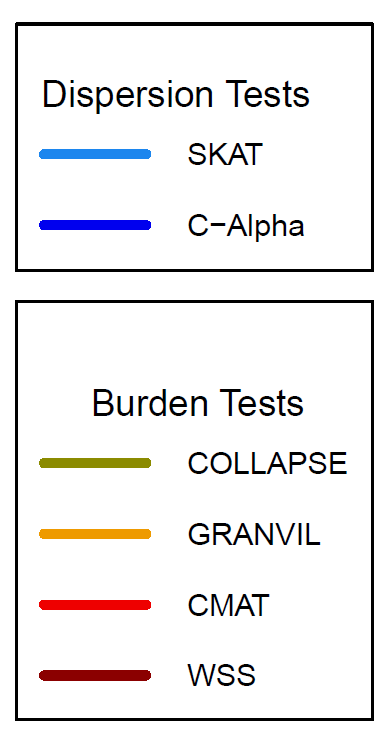 Dispersion Tests
SKAT
C−Alpha
Burden Tests
COLLAPSE
GRANVIL
CMAT
WSS